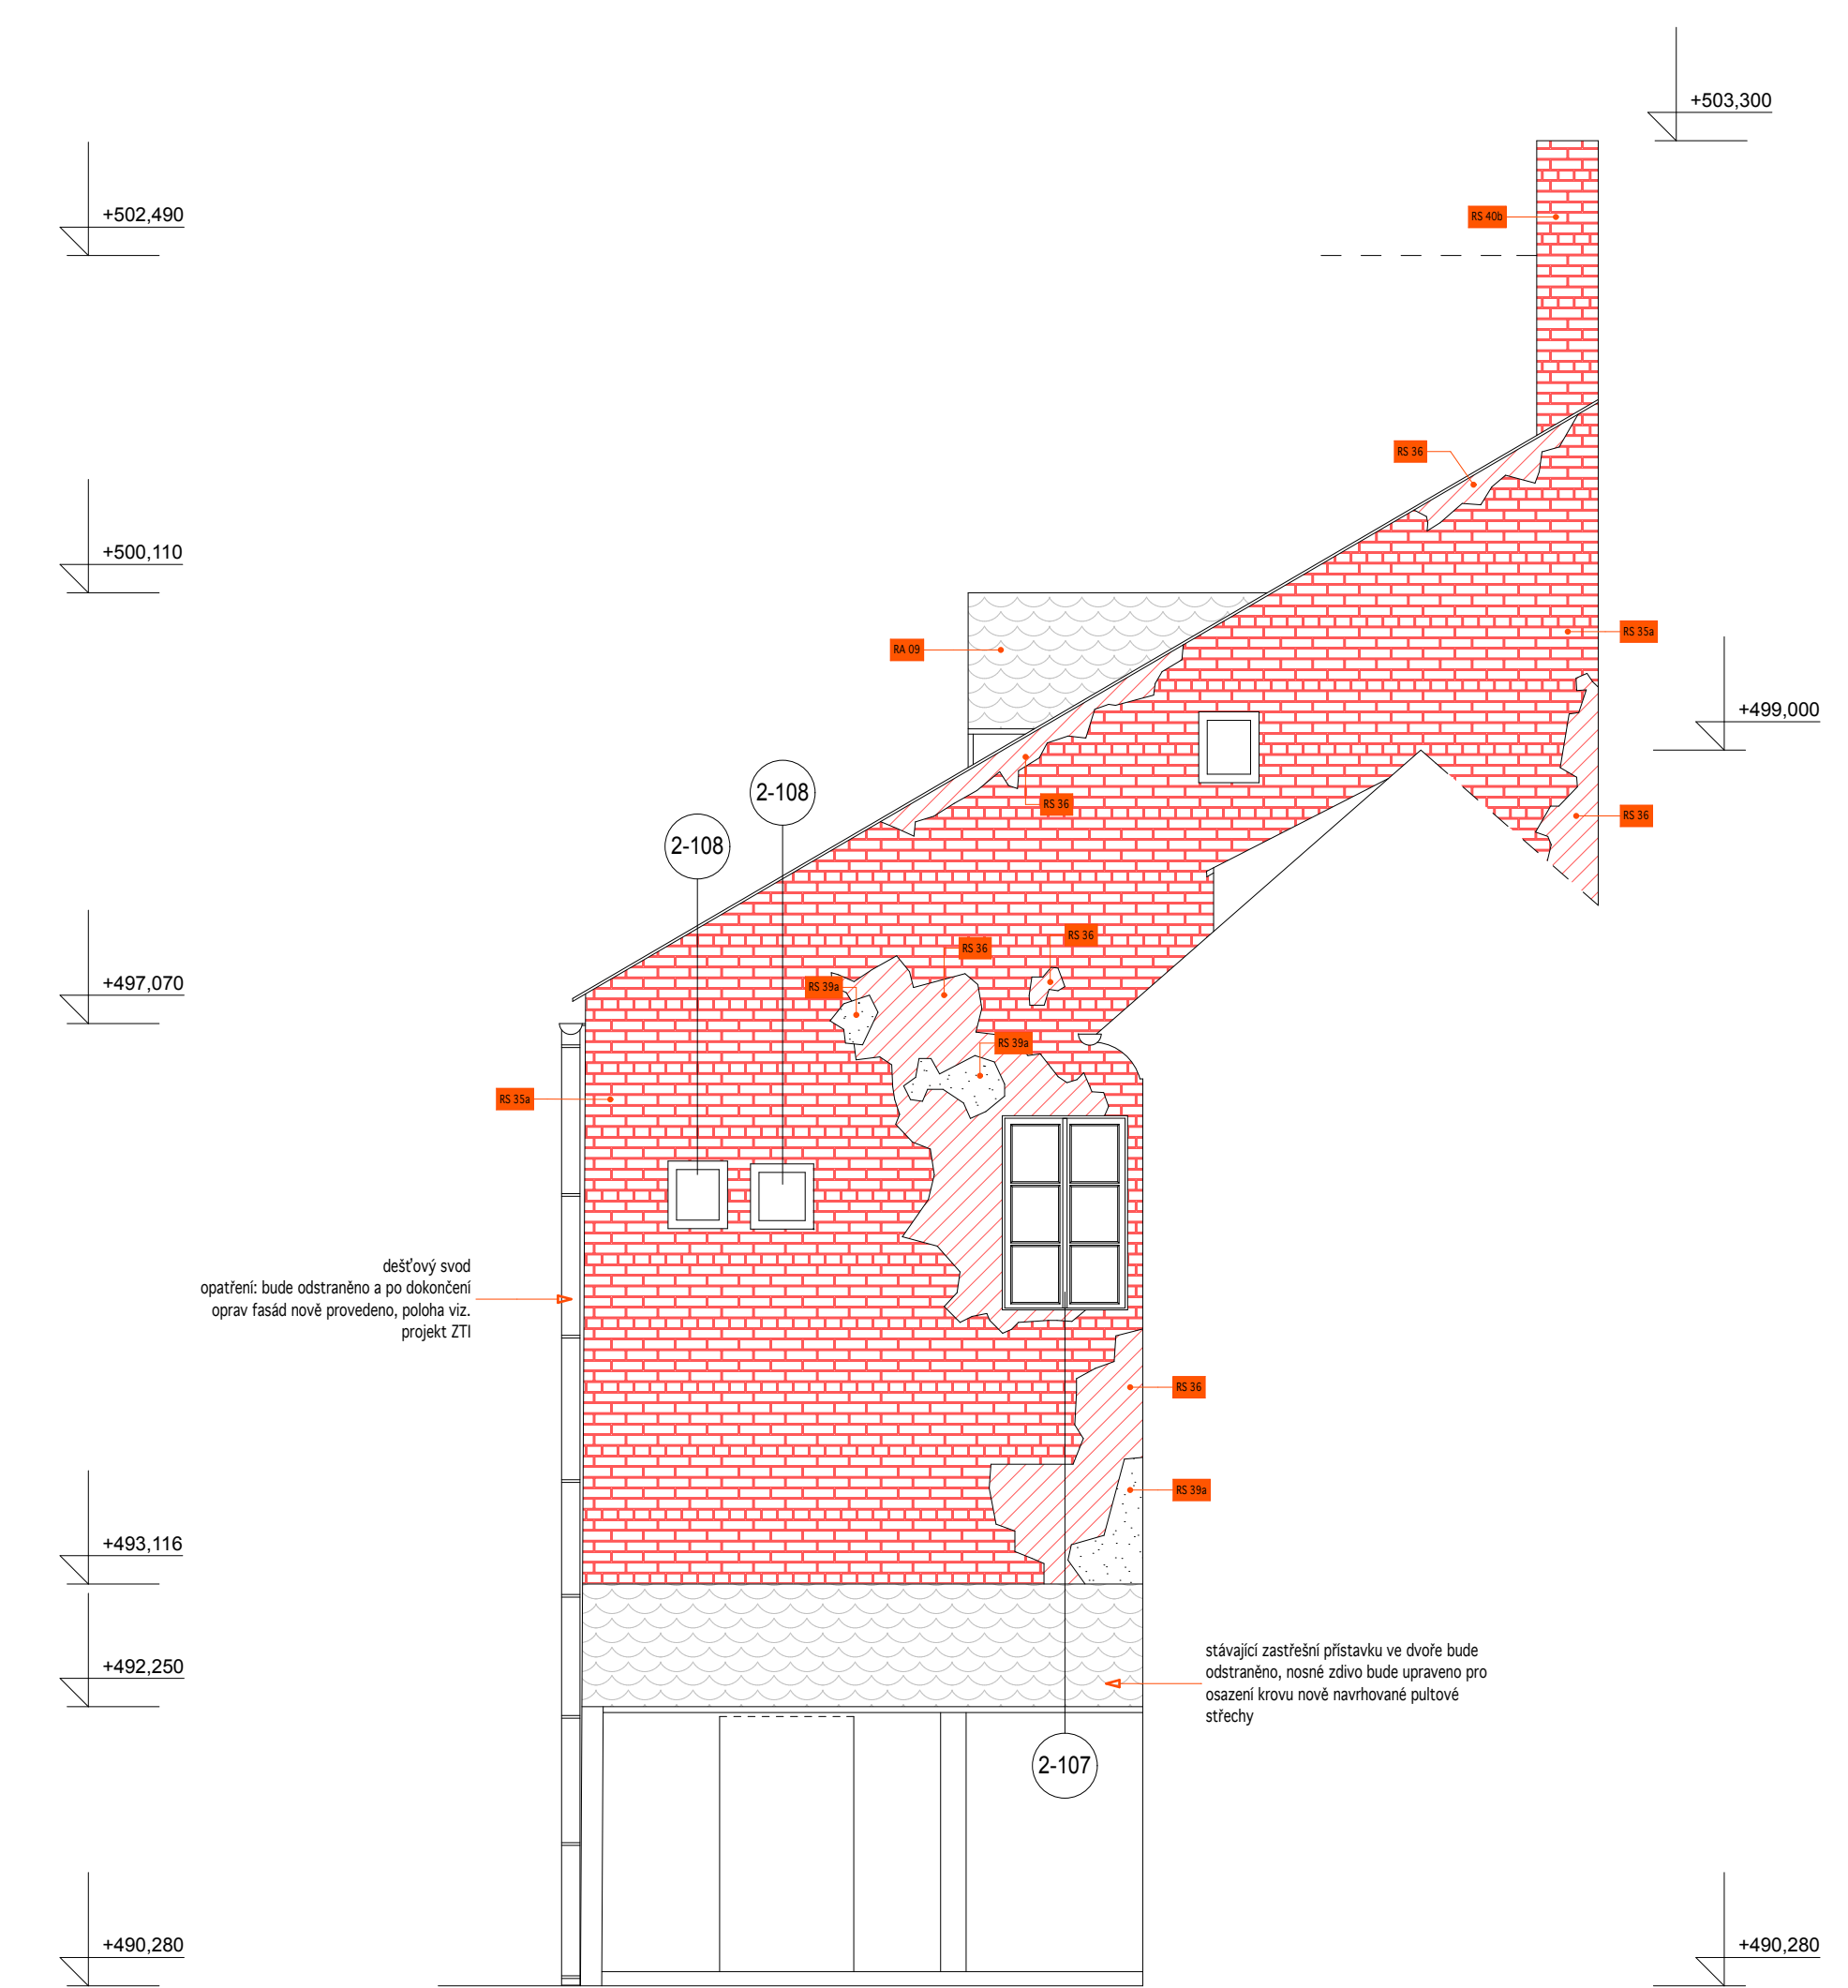 +503,300
+502,490
RS 40b
RS 36
+500,110
RS 35a
RA 09
+499,000
2-108
RS 36
RS 36
2-108
RS 36
RS 36
RS 39a
+497,070
RS 39a
RS 35a
dešťový svod
opatření: bude odstraněno a po dokončení
oprav fasád nově provedeno, poloha viz.
projekt ZTI
RS 36
RS 39a
+493,116
stávající zastřešní přístavku ve dvoře bude
odstraněno, nosné zdivo bude upraveno pro
osazení krovu nově navrhované pultové
střechy
+492,250
2-107
+490,280
+490,280